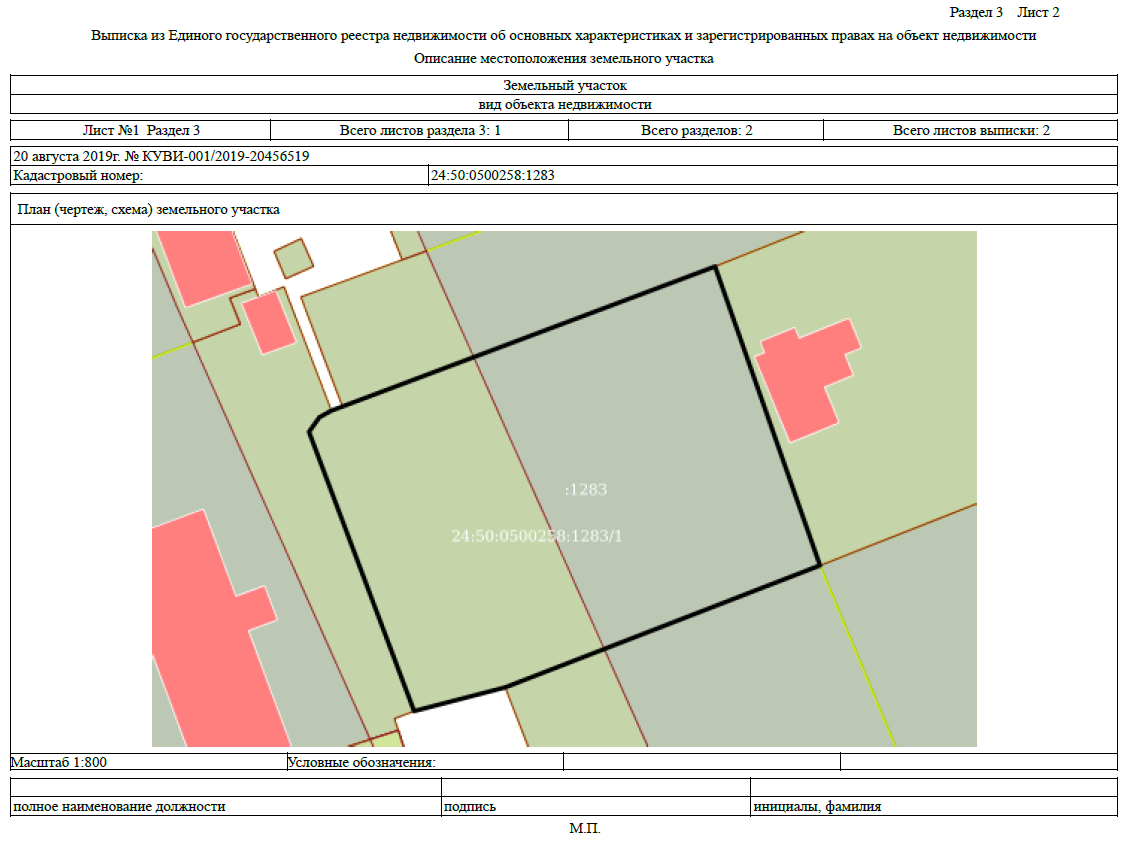 Раздел 3 Лист 2
Выписка из Единого государственного реестра недвижимости об основных характеристиках и зарегистрированных правах на объект недвижимости
Описание местоположения земельного участка
Земельный участок
вид объекта недвижимости
Лист №1 Раздел 3 Всего листов раздела 3: 1 Всего разделов: 2 Всего листов выписки: 2
20 августа 2019г. № КУВИ-001/2019-20456519
Кадастровый номер: 24:50:0500258:1283
План (чертеж, схема) земельного участка
:1283
24:50:0500258:1283/1
Масштаб 1:800 Условные обозначения:
полное наименование должности подпись инициалы, фамилия
М.П.